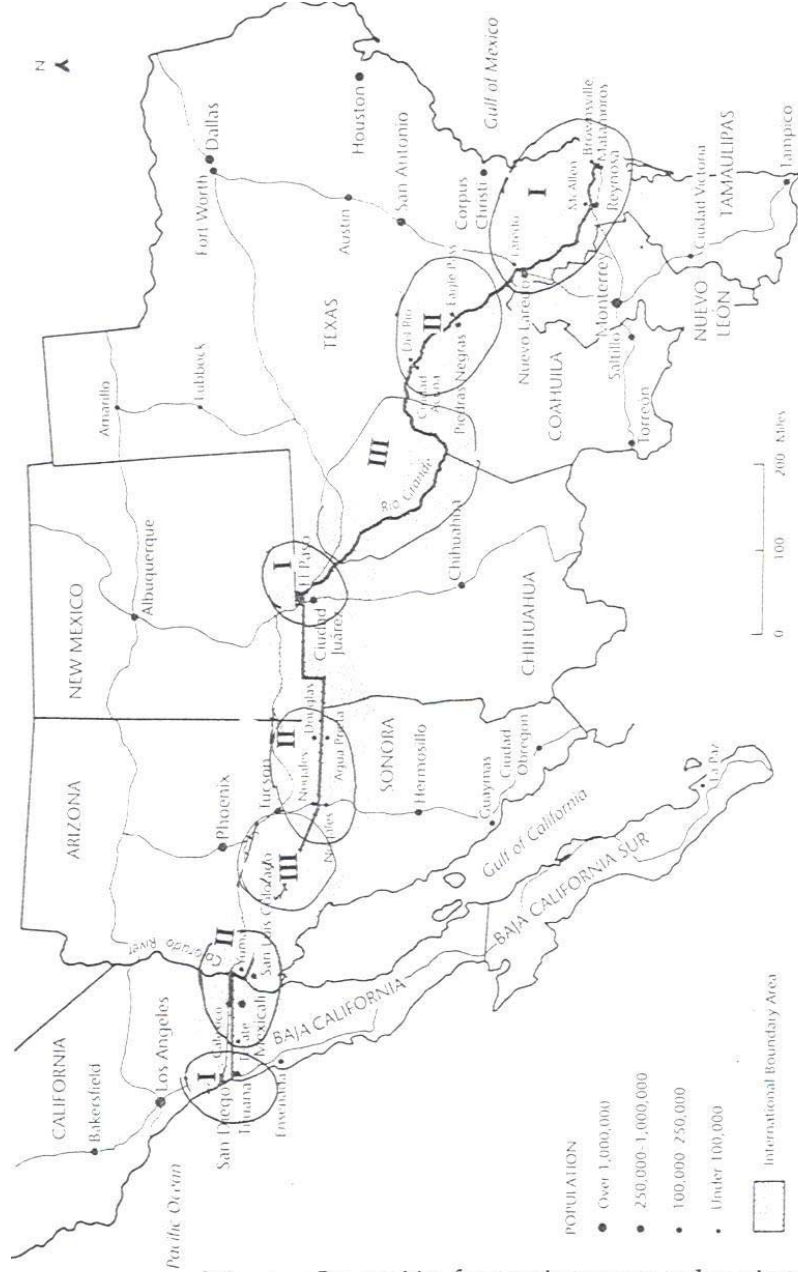 N
CALIFORNIA
Bakersfield
Los Angeles
Pacific Ocean
San Diego
Tijuana
Ensenada
I
Mexicali
II
Yuma
San Luis Colorado
Colorado River
BAJA CALIFORNIA
BAJA CALIFORNIA SUR
La Paz
Gulf of California
ARIZONA
Phoenix
Tucson
III
Nogales
II
Douglas
Agua Prieta
SONORA
Hermosillo
Guaymas
Ciudad
Obregon
NEW MEXICO
Albuquerque
I
El Paso
Ciudad
Juárez
Chihuahua
CHIHUAHUA
III
Rio Grande
Amarillo
Lubbock
TEXAS
Fort Worth
Dallas
Austin
San Antonio
Houston
Corpus
Christi
Gulf of Mexico
II
Del Rio
Eagle Pass
Ciudad
Piedras Negras
COAHUILA
Nuevo Laredo
Laredo
I
McAllen
Brownsville
Matamoros
Reynosa
Monterrey
Saltillo
Torreón
NUEVO
LEON
Ciudad Victoria
TAMAULIPAS
Tampico
POPULATION
Over 1,000,000
250,000-1,000,000
100,000 250,000
Under 100,000
International Boundary Area
0 100 200 Miles